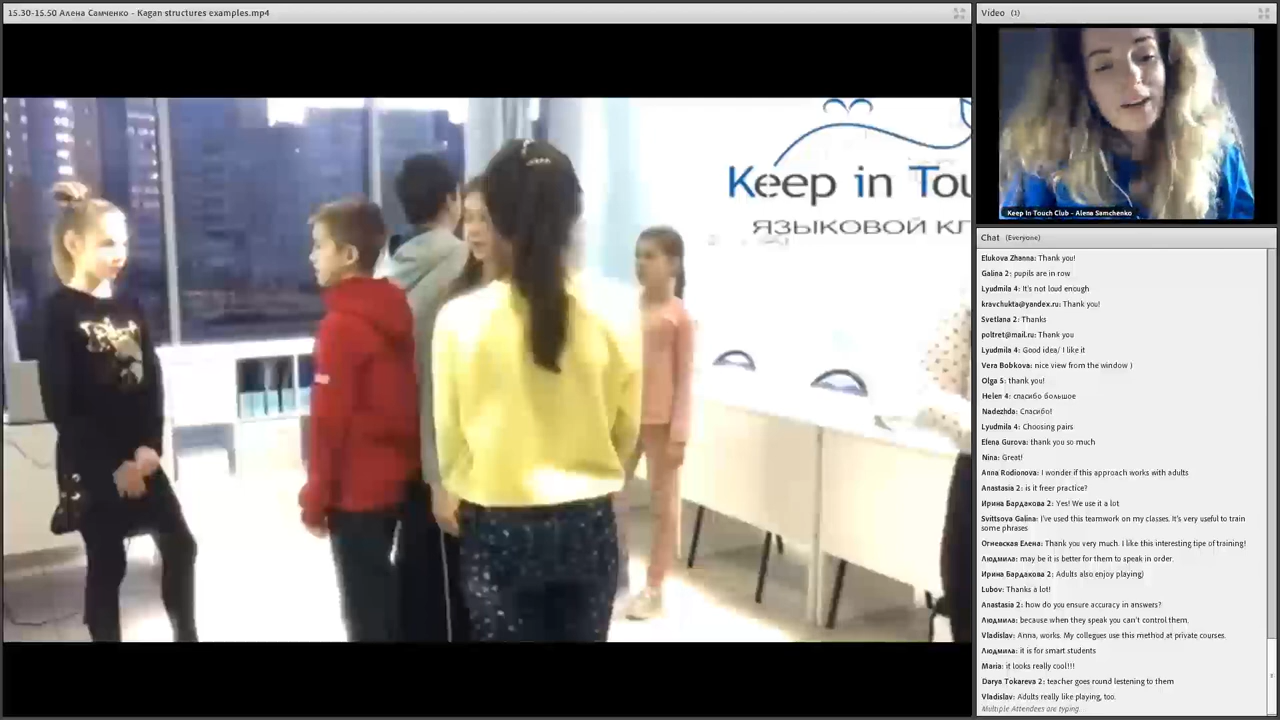 15.30-15.50 Алена Самченко - Kagan structures examples.mp4
Keep in Tou
ЯЗЫКОВОЙ КЛ
Video (1)
Keep In Touch Club - Alena Samchenko
Chat (Everyone)
Elukova Zhanna: Thank you!
Galina 2: pupils are in row
Lyudmila 4: It's not loud enough
kravchukta@yandex.ru: Thank you!
Svetlana 2: Thanks
poltret@mail.ru: Thank you
Lyudmila 4: Good idea/ I like it
Vera Bobkova: nice view from the window )
Olga 5: thank you!
Helen 4: спасибо большое
Nadezhda: Спасибо!
Lyudmila 4: Choosing pairs
Elena Gurova: thank you so much
Nina: Great!
Anna Rodionova: I wonder if this approach works with adults
Anastasia 2: is it freer practice?
Ирина Бардакова 2: Yes! We use it a lot
Svittsova Galina: I've used this teamwork on my classes. It's very useful to train
some phrases
Огневская Елена: Thank you very much. I like this interesting tipe of training!
Людмила: may be it is better for them to speak in order.
Ирина Бардакова 2: Adults also enjoy playing)
Lubov: Thanks a lot!
Anastasia 2: how do you ensure accuracy in answers?
Людмила: because when they speak you can't control them.
Vladislav: Anna, works. My collegues use this method at private courses.
Людмила: it is for smart students
Maria: it looks really cool!!!
Darya Tokareva 2: teacher goes round lestening to them
Vladislav: Adults really like playing, too.
Multiple Attendees are typing.